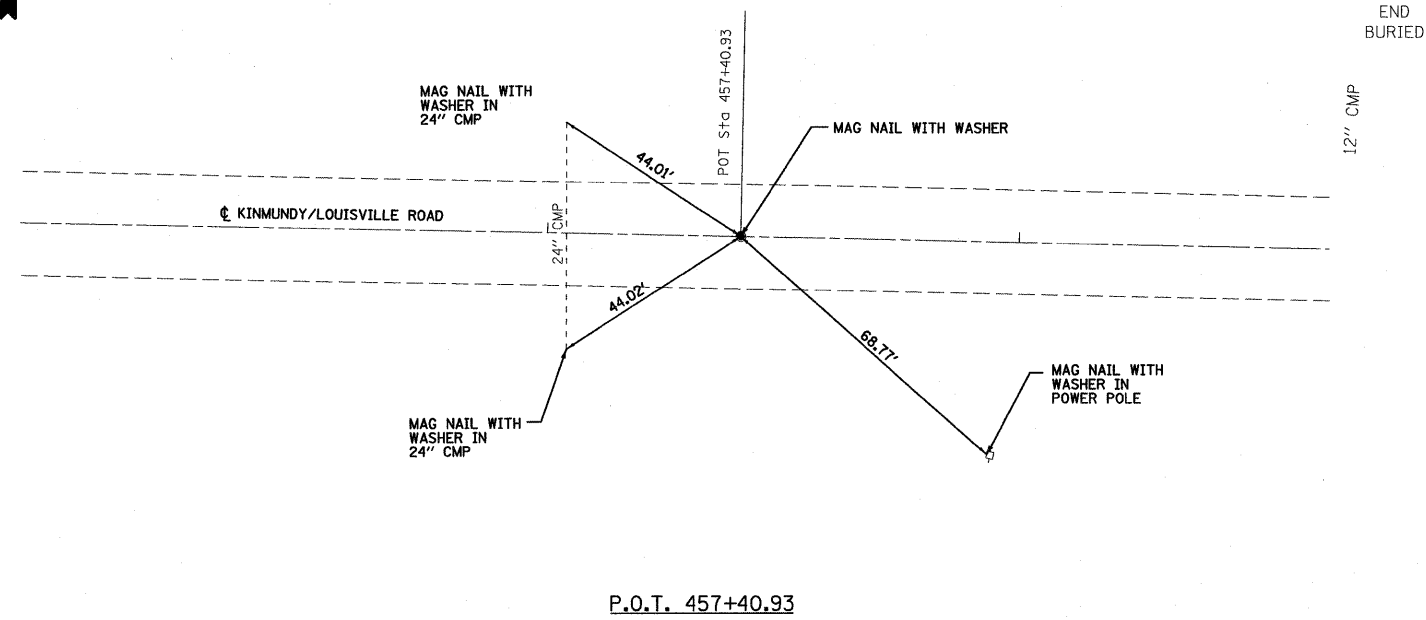 END
BURIED
12" CMP
POT Sta 457+40.93
MAG NAIL WITH
WASHER IN
24" CMP
MAG NAIL WITH WASHER
44.01'
℄ KINMUNDY/LOUISVILLE ROAD
24" CMP
44.02'
68.77'
MAG NAIL WITH
WASHER IN
POWER POLE
MAG NAIL WITH
WASHER IN
24" CMP
P.O.T. 457+40.93